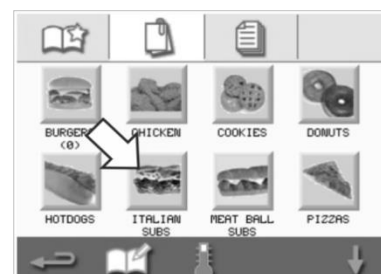 BURGERS CHICKEN COOKIES DONUTS
(0)
HOTDOGS ITALIAN MEAT BALL PIZZAS
SUBS SUBS